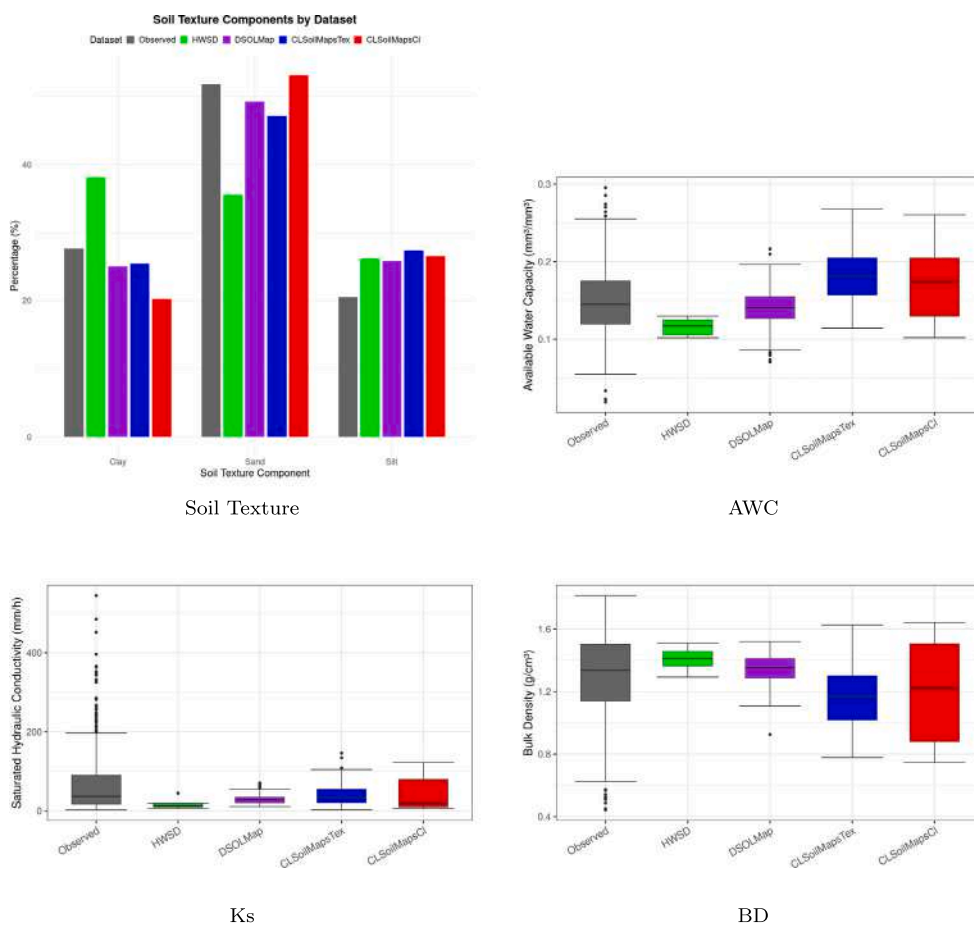 Soil Texture Components by Dataset
Dataset Observed HWSD DSOLMap CLSoilMapsTex CLSoilMapsCl
Percentage (%)
40
20
0
Clay Sand Silt
Soil Texture Component
Soil Texture
Available Water Capacity (mm³/mm³)
0.3
0.2
0.1
Observed HWSD DSOLMap CLSoilMapsTex CLSoilMapsCl
AWC
Saturated Hydraulic Conductivity (mm/h)
400
200
0
Observed HWSD DSOLMap CLSoilMapsTex CLSoilMapsCl
Ks
Bulk Density (g/cm³)
1.6
1.2
0.8
0.4
Observed HWSD DSOLMap CLSoilMapsTex CLSoilMapsCl
BD